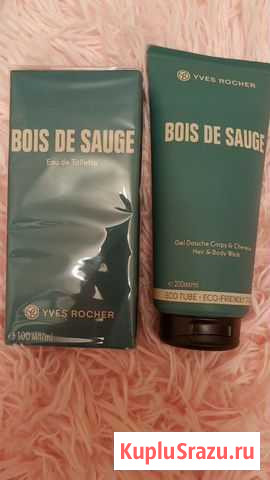 BOIS DE SAUGE
Eau de Toilette
YVES ROCHER
YVES ROCHER
BOIS DE SAUGE
Gel Douche Corps & Cheveux
Hair & Body Wash
ECO TUBE • ECO-FRIENDLY
KupluSrazu.ru